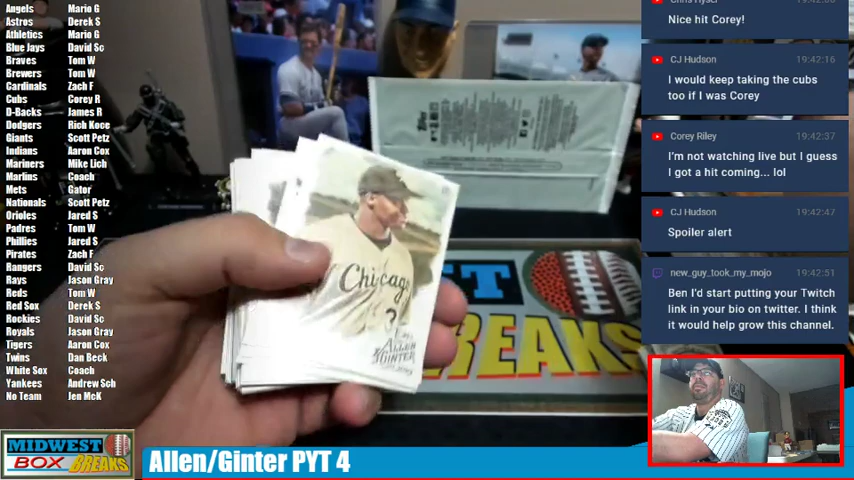 Angels Mario G
Astros Derek S
Athletics Mario G
Blue Jays David Sc
Braves Tom W
Brewers Tom W
Cardinals Zach F
Cubs Corey R
D-Backs James R
Dodgers Rich Koce
Giants Scott Petz
Indians Aaron Cox
Mariners Mike Lich
Marlins Coach
Mets Gator
Nationals Scott Petz
Orioles Jared S
Padres Tom W
Phillies Jared S
Pirates Zach F
Rangers David Sc
Rays Jason Gray
Reds Tom W
Red Sox Derek S
Rockies David Sc
Royals Jason Gray
Tigers Aaron Cox
Twins Dan Beck
White Sox Coach
Yankees Andrew Sch
No Team Jen McK
MIDWEST
BOX BREAKS
Allen/Ginter PYT 4
Topps
Chicago
3
ALLEN
GINTER
BREAKS
Nice hit Corey!
CJ Hudson 19:42:16
I would keep taking the cubs
too if I was Corey
Corey Riley 19:42:37
I'm not watching live but I guess
I got a hit coming... lol
CJ Hudson 19:42:47
Spoiler alert
new_guy_took_my_mojo 19:42:51
Ben I'd start putting your Twitch
link in your bio on twitter. I think
it would help grow this channel.